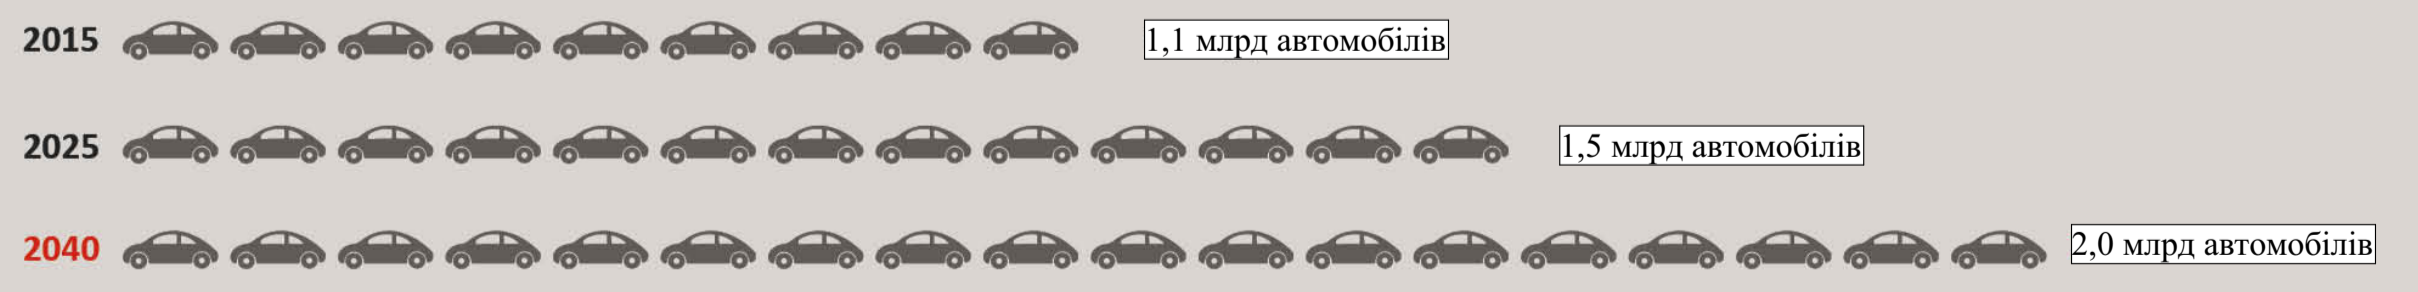 2015 1,1 млрд автомобілів
2025 1,5 млрд автомобілів
2040 2,0 млрд автомобілів